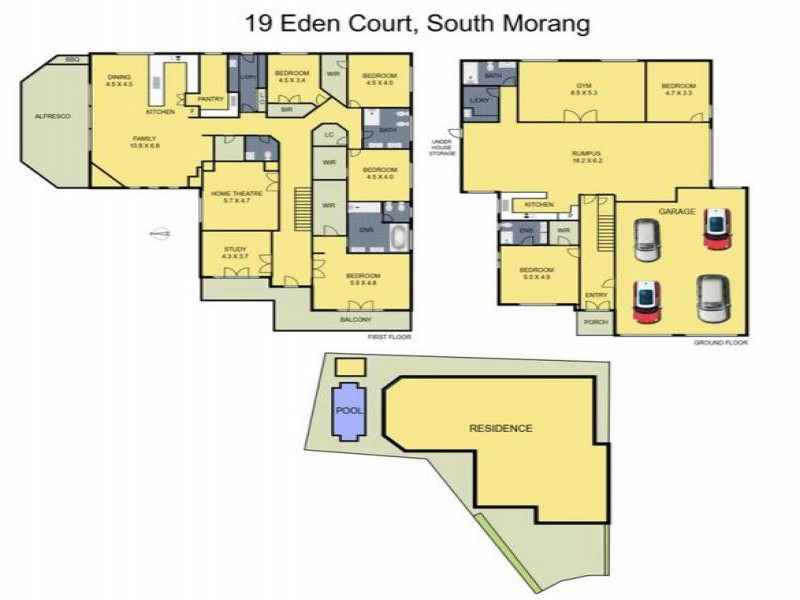 19 Eden Court, South Morang
BBQ
ALFRESCO
DINING
4.5 X 4.5
KITCHEN
PANTRY
F
L'DRY
BEDROOM
4.5 X 3.4
BIR
WIR
BEDROOM
4.5 X 4.0
BATH
FAMILY
10.8 X 6.8
LC
WIR
BEDROOM
4.5 X 4.0
HOME THEATRE
5.7 X 4.7
WIR
ENS
STUDY
4.3 X 3.7
BEDROOM
5.9 X 4.8
BALCONY
FIRST FLOOR
BATH
L'DRY
GYM
8.5 X 5.3
BEDROOM
4.7 X 3.3
UNDER
HOUSE
STORAGE
RUMPUS
16.2 X 6.2
KITCHEN
GARAGE
ENS
WIR
BEDROOM
5.0 X 4.9
ENTRY
PORCH
GROUND FLOOR
POOL
RESIDENCE